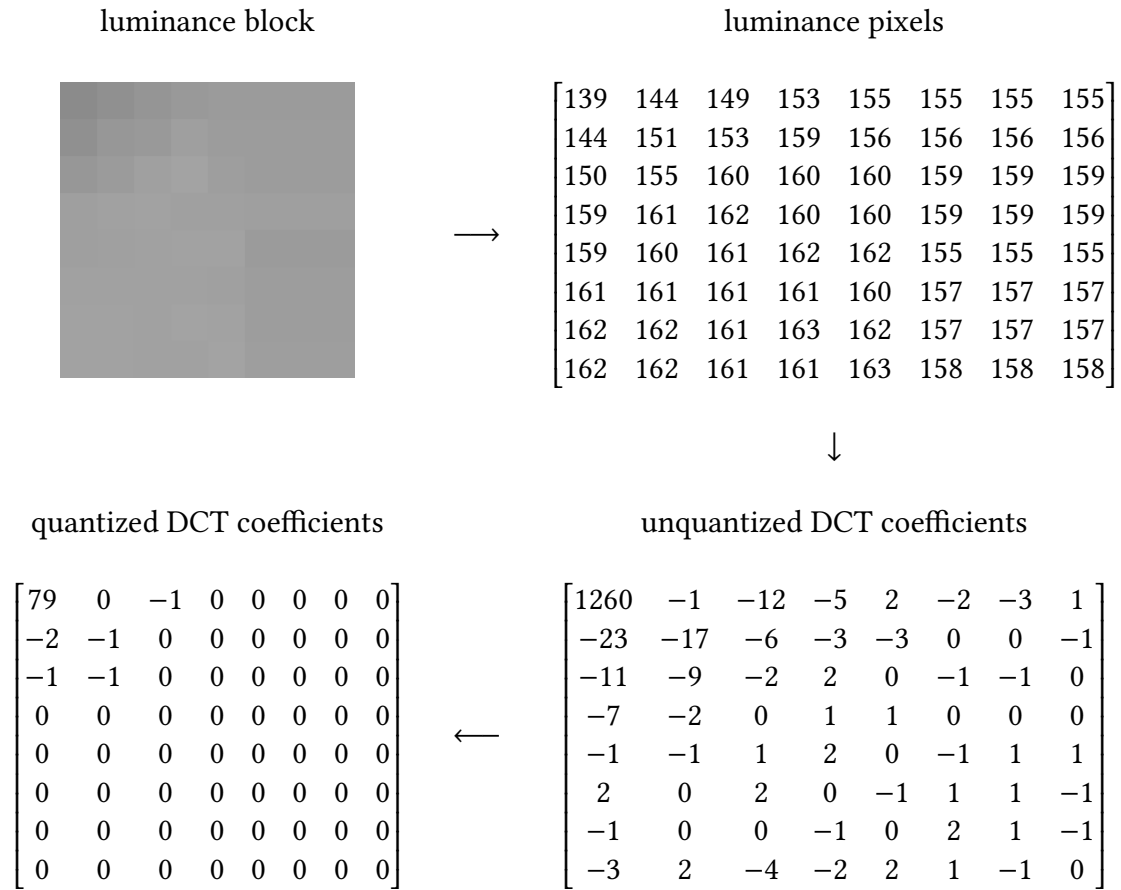 luminance block luminance pixels
139 144 149 153 155 155 155 155
144 151 153 159 156 156 156 156
150 155 160 160 160 159 159 159
159 161 162 160 160 159 159 159
159 160 161 162 162 155 155 155
161 161 161 161 160 157 157 157
162 162 161 163 162 157 157 157
162 162 161 161 163 158 158 158
quantized DCT coefficients
79 0 −1 0 0 0 0 0
−2 −1 0 0 0 0 0 0
−1 −1 0 0 0 0 0 0
0 0 0 0 0 0 0 0
0 0 0 0 0 0 0 0
0 0 0 0 0 0 0 0
0 0 0 0 0 0 0 0
0 0 0 0 0 0 0 0
unquantized DCT coefficients
1260 −1 −12 −5 2 −2 −3 1
−23 −17 −6 −3 −3 0 0 −1
−11 −9 −2 2 0 −1 −1 0
−7 −2 0 1 1 0 0 0
−1 −1 1 2 0 −1 1 1
2 0 2 0 −1 1 1 −1
−1 0 0 −1 0 2 1 −1
−3 2 −4 −2 2 1 −1 0